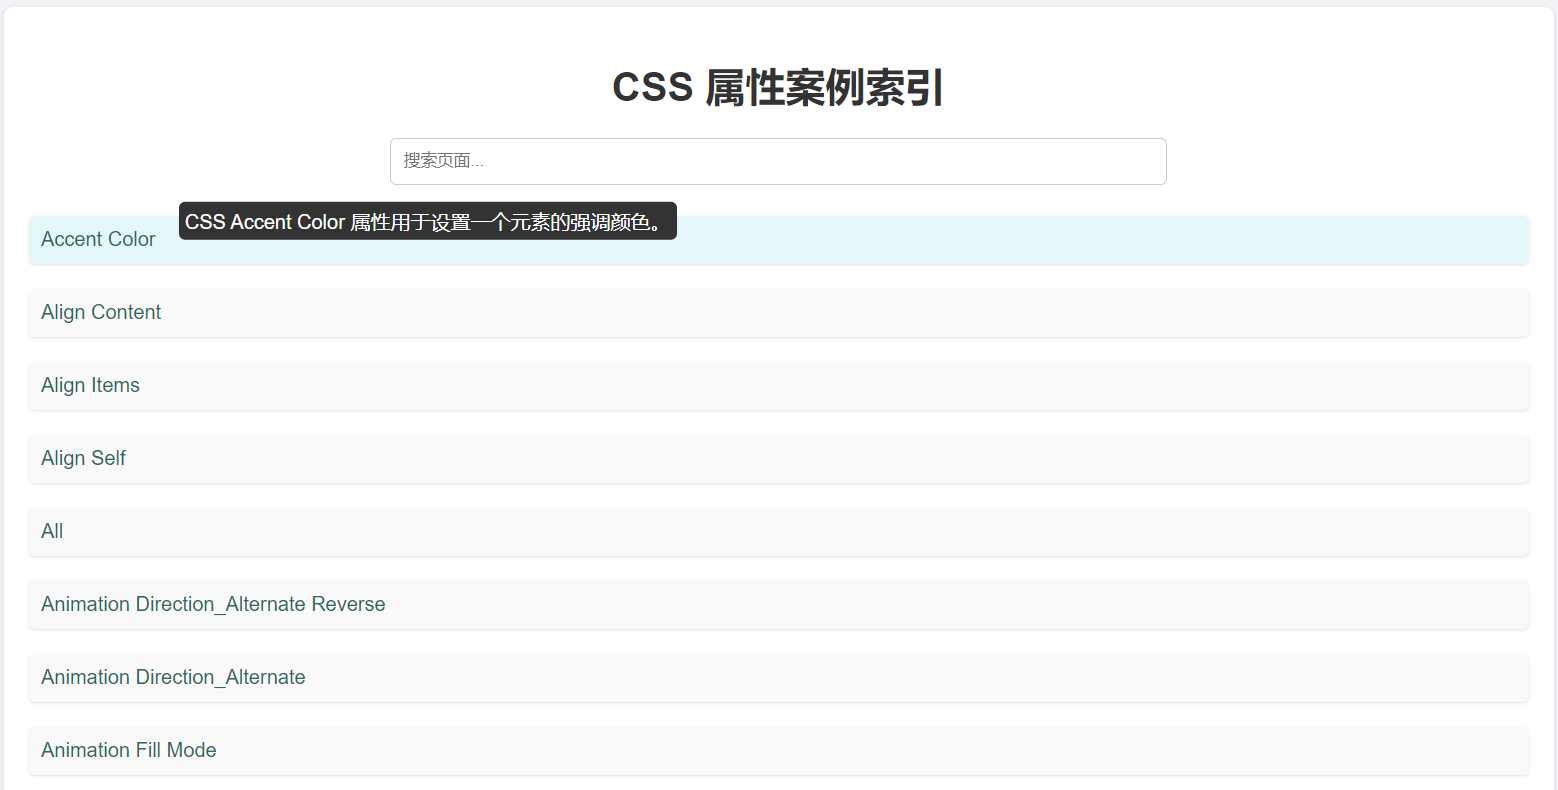 CSS 属性案例索引
搜索页面...
CSS Accent Color 属性用于设置一个元素的强调颜色。
Accent Color
Align Content
Align Items
Align Self
All
Animation Direction_Alternate Reverse
Animation Direction_Alternate
Animation Fill Mode